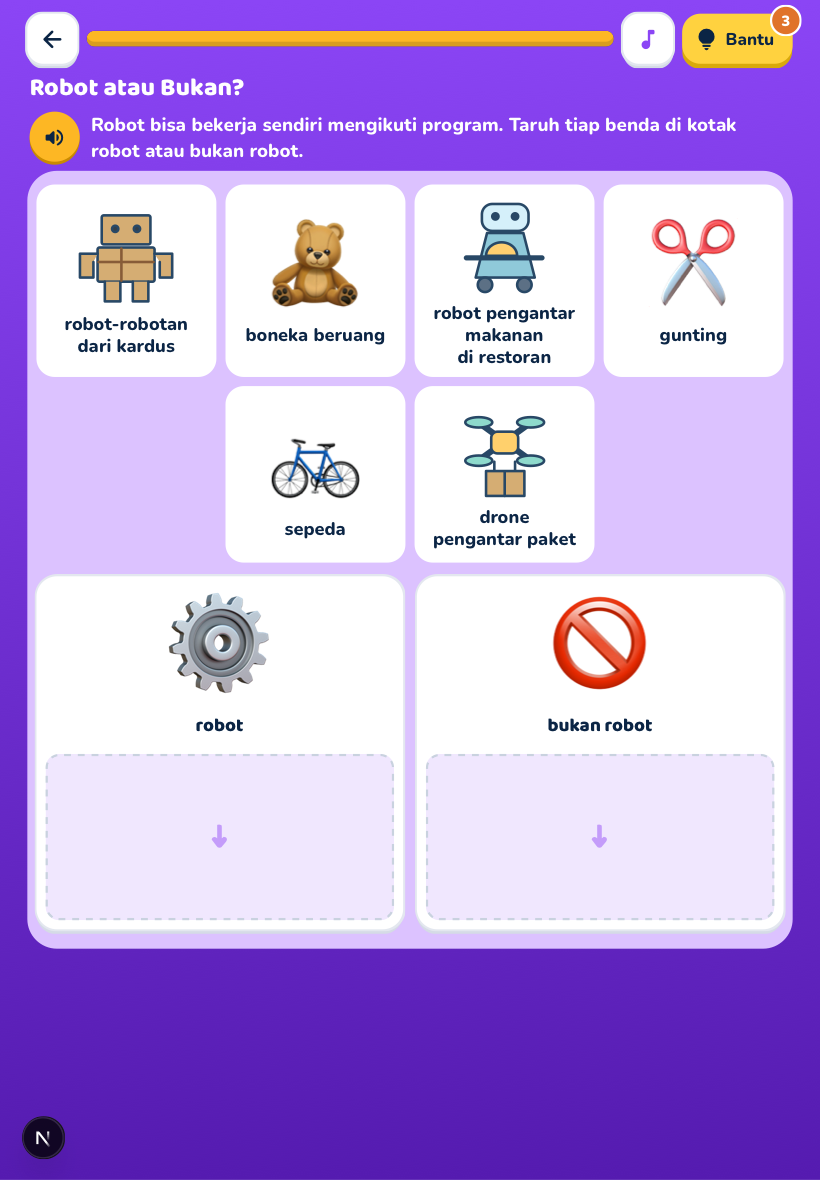 3
Bantu
Robot atau Bukan?
Robot bisa bekerja sendiri mengikuti program. Taruh tiap benda di kotak
robot atau bukan robot.
robot-robotan
dari kardus
boneka beruang
robot pengantar
makanan
di restoran
gunting
sepeda
drone
pengantar paket
robot
bukan robot
N